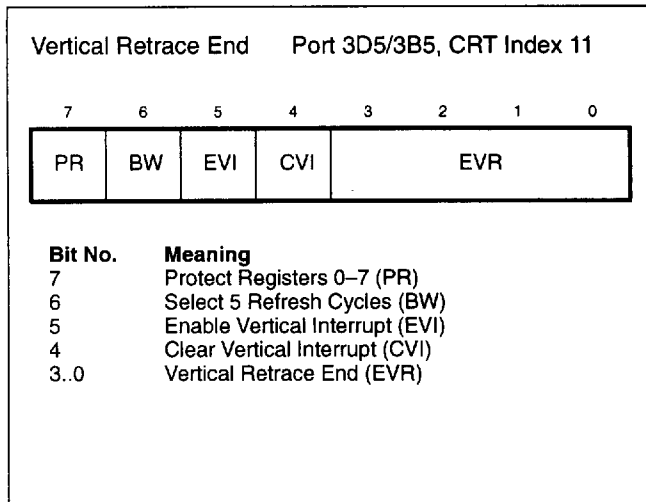 Vertical Retrace End Port 3D5/3B5, CRT Index 11
7 6 5 4 3 2 1 0
PR BW EVI CVI EVR
Bit No. Meaning
7 Protect Registers 0–7 (PR)
6 Select 5 Refresh Cycles (BW)
5 Enable Vertical Interrupt (EVI)
4 Clear Vertical Interrupt (CVI)
3..0 Vertical Retrace End (EVR)